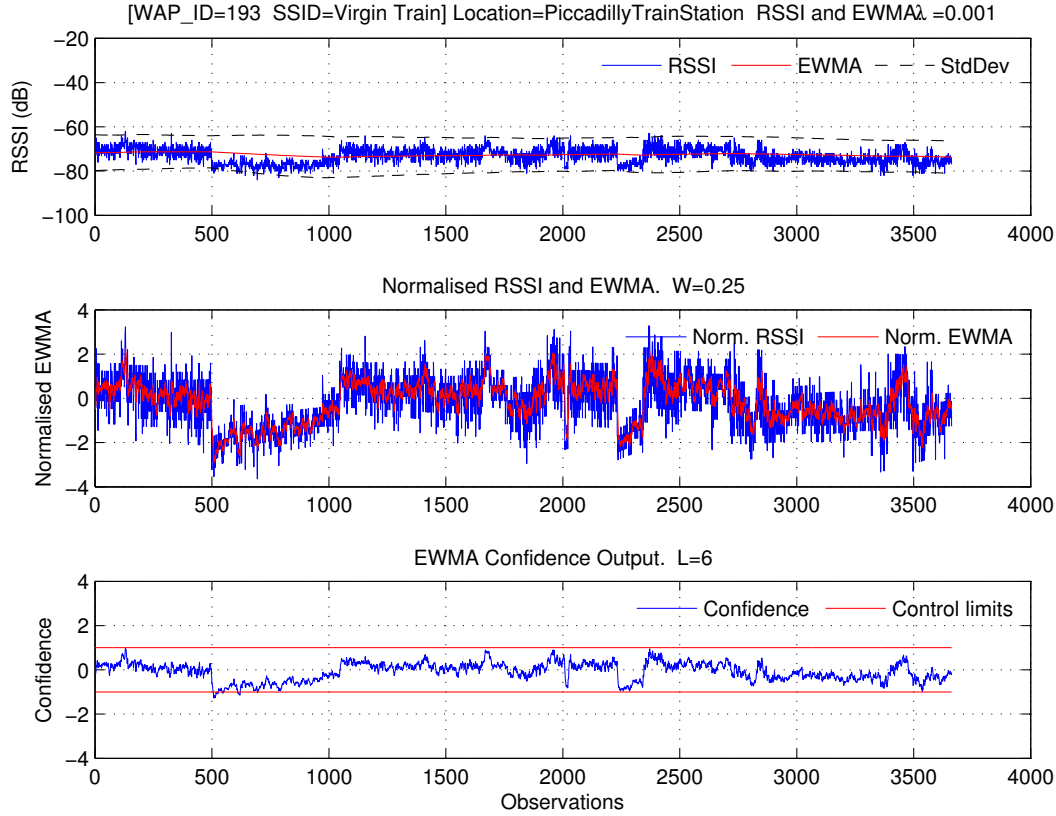 [WAP_ID=193 SSID=Virgin Train] Location=PiccadillyTrainStation RSSI and EWMAλ =0.001
RSSI (dB)
−20
−40
−60
−80
−100
RSSI EWMA StdDev
0 500 1000 1500 2000 2500 3000 3500 4000
Normalised RSSI and EWMA. W=0.25
Normalised EWMA
4
2
0
−2
−4
Norm. RSSI Norm. EWMA
0 500 1000 1500 2000 2500 3000 3500 4000
EWMA Confidence Output. L=6
Confidence
4
2
0
−2
−4
Confidence Control limits
0 500 1000 1500 2000 2500 3000 3500 4000
Observations